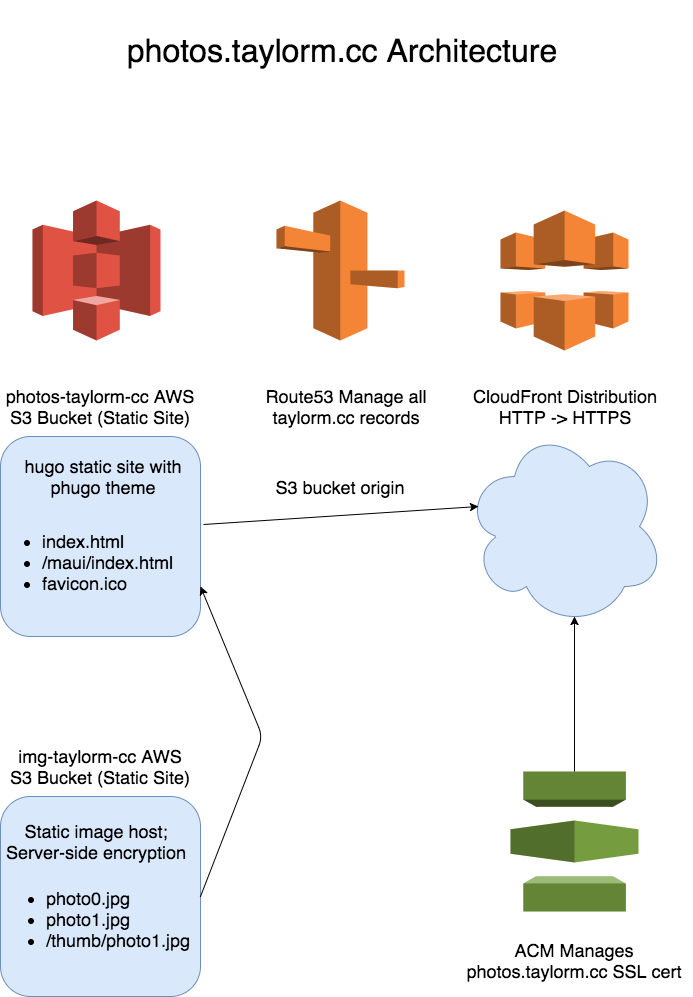 photos.taylorm.cc Architecture
photos-taylorm-cc AWS
S3 Bucket (Static Site)
Route53 Manage all
taylorm.cc records
CloudFront Distribution
HTTP -> HTTPS
hugo static site with
phugo theme
• index.html
• /maui/index.html
• favicon.ico
S3 bucket origin
img-taylorm-cc AWS
S3 Bucket (Static Site)
Static image host;
Server-side encryption
• photo0.jpg
• photo1.jpg
• /thumb/photo1.jpg
ACM Manages
photos.taylorm.cc SSL cert